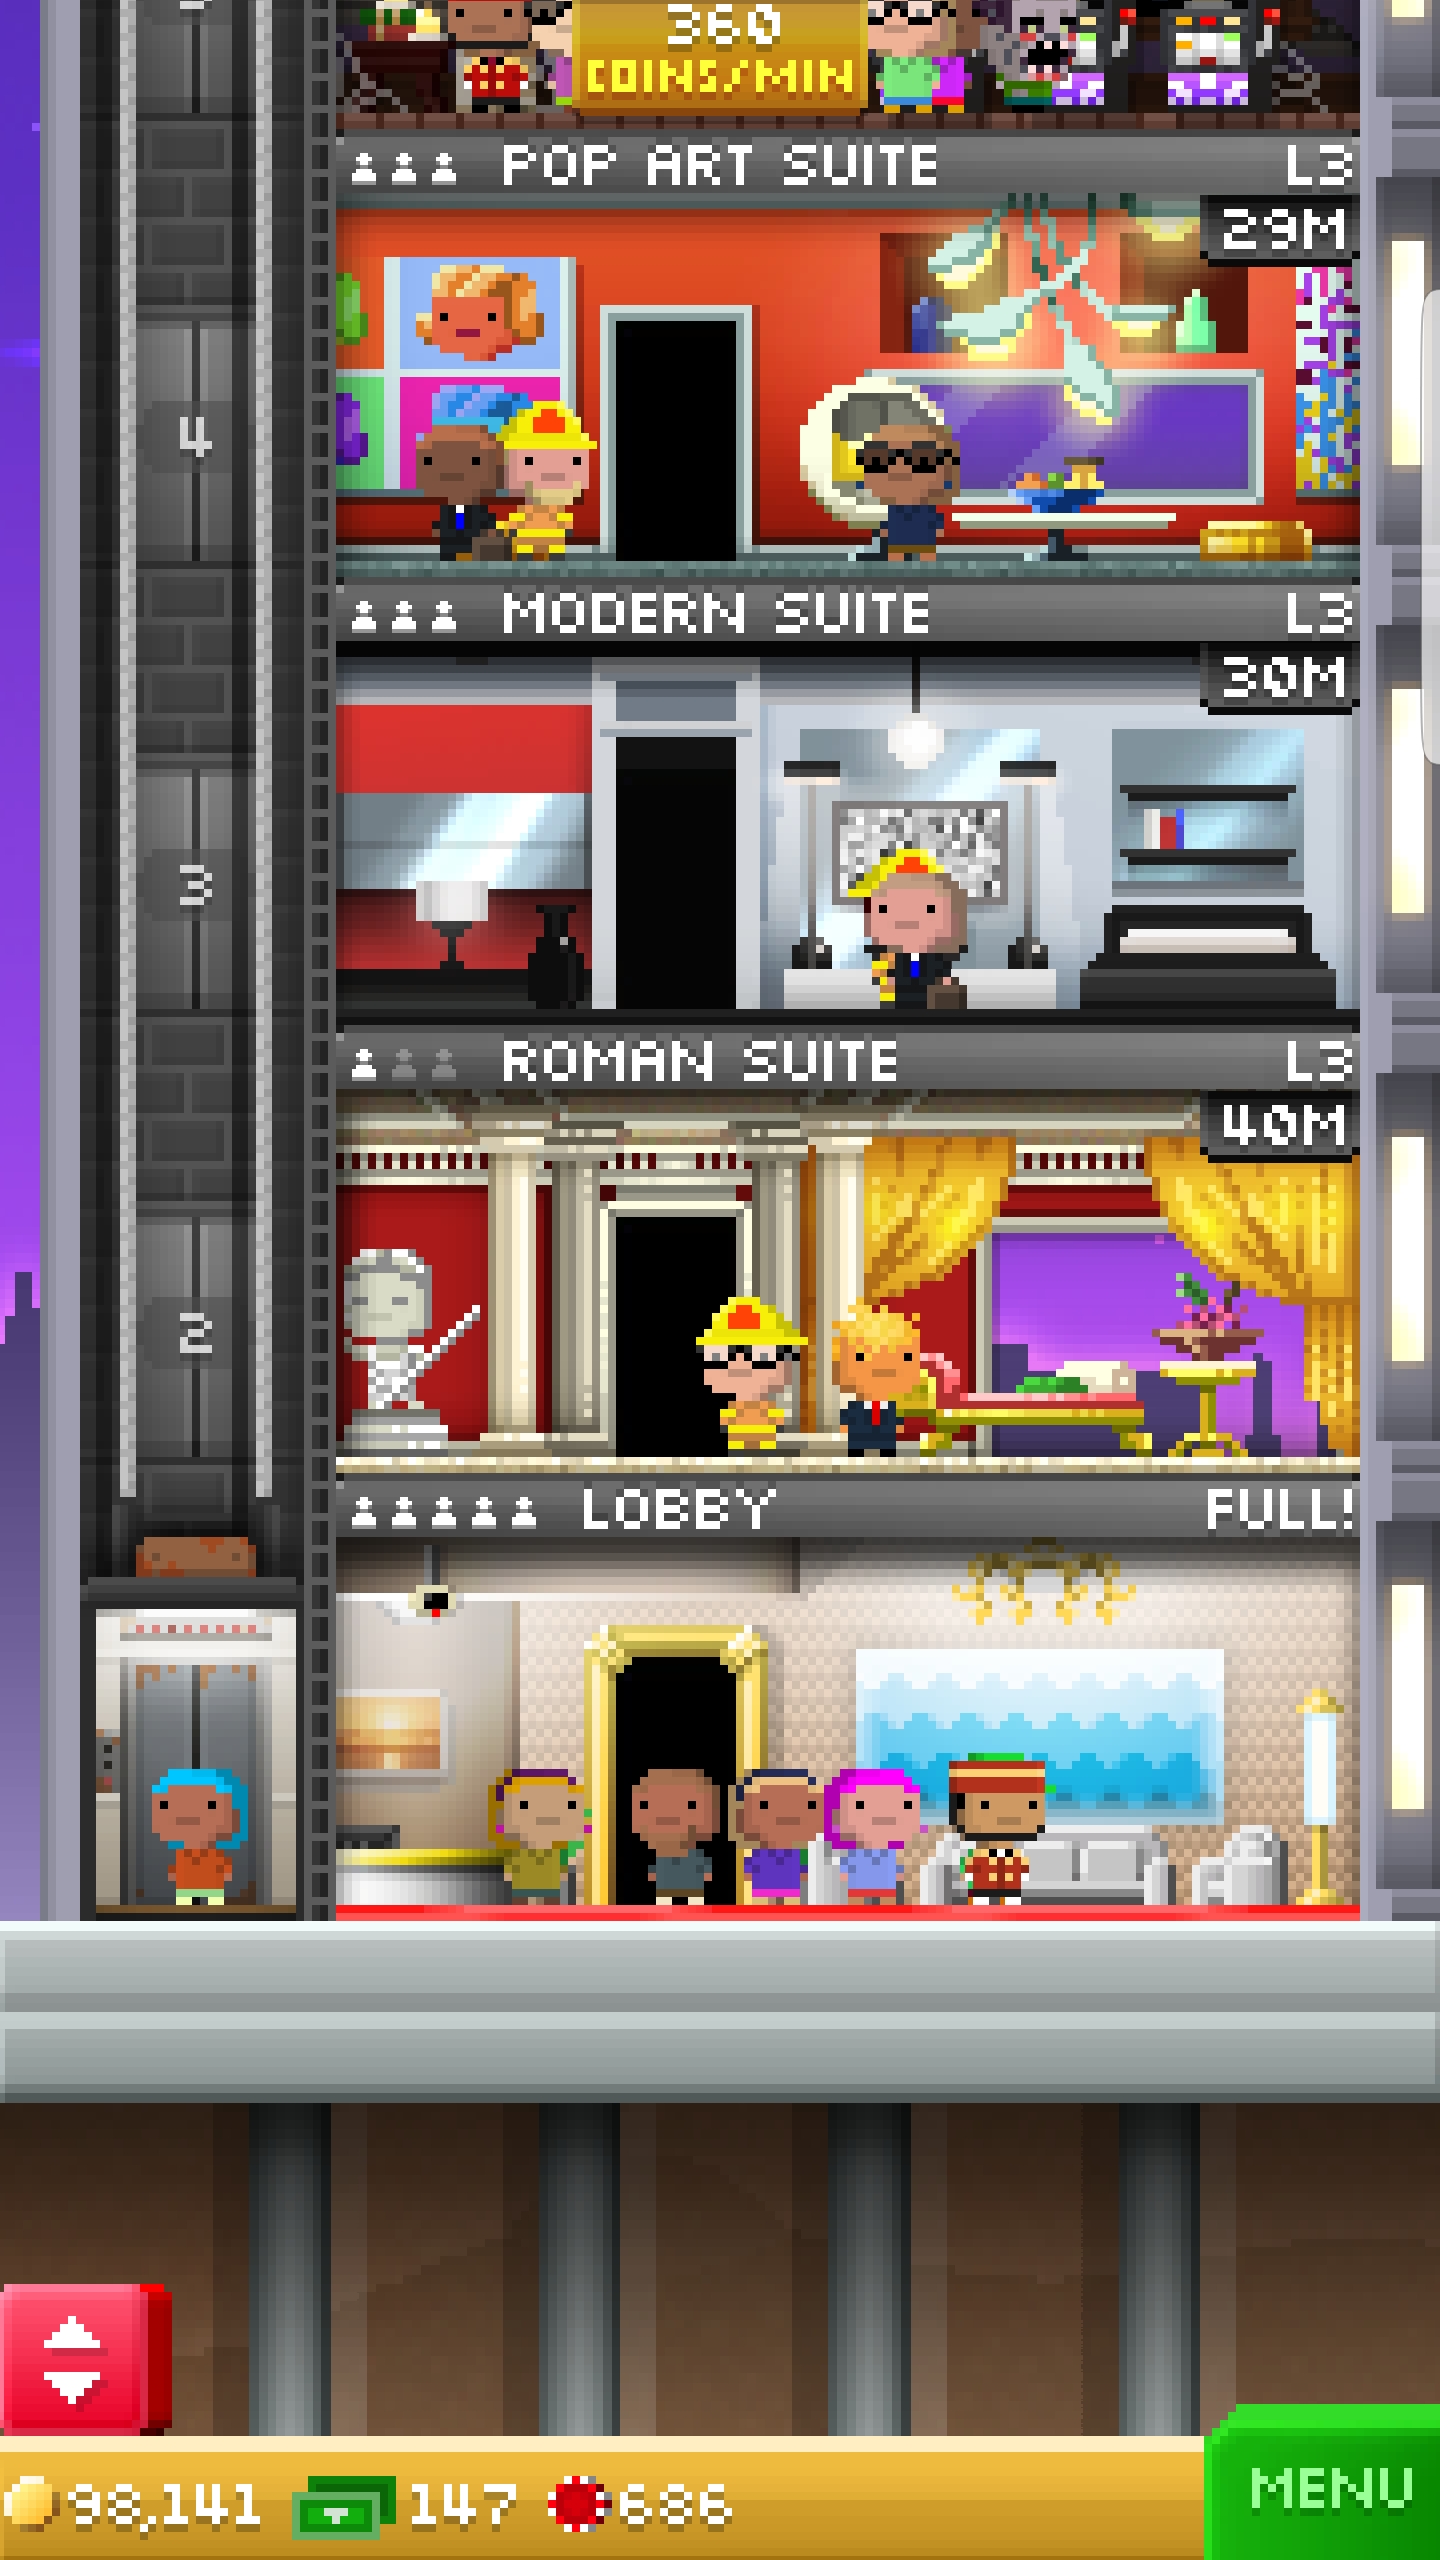 360
COINS/MIN
POP ART SUITE L3
29M
4
MODERN SUITE L3
30M
3
ROMAN SUITE L3
40M
2
LOBBY FULL!
98,141 147 686
MENU